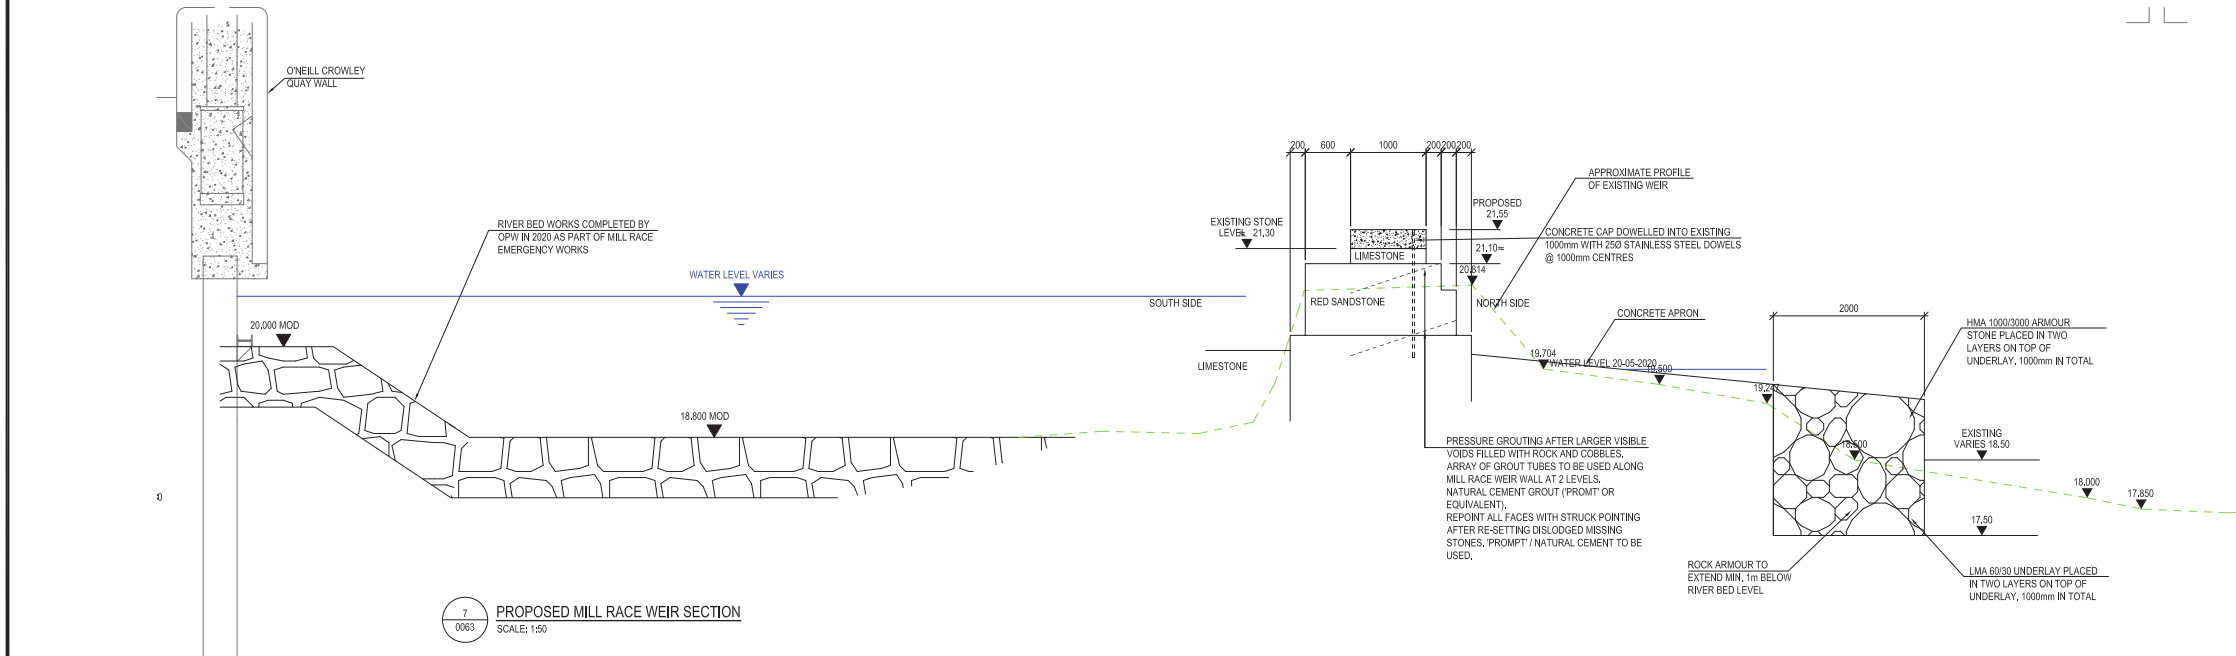 O'NEILL CROWLEY
QUAY WALL
RIVER BED WORKS COMPLETED BY
OPW IN 2020 AS PART OF MILL RACE
EMERGENCY WORKS
WATER LEVEL VARIES
20.000 MOD
18.800 MOD
SOUTH SIDE
LIMESTONE
200 600 1000 200 200 200
EXISTING STONE
LEVEL 21.30
LIMESTONE
RED SANDSTONE
PROPOSED
21.55
21.10≈
20.814
NORTH SIDE
APPROXIMATE PROFILE
OF EXISTING WEIR
CONCRETE CAP DOWELLED INTO EXISTING
1000mm WITH 25Ø STAINLESS STEEL DOWELS
@ 1000mm CENTRES
CONCRETE APRON
19.704
WATER LEVEL 20-05-2020
19.500
19.247
18.500
2000
HMA 1000/3000 ARMOUR
STONE PLACED IN TWO
LAYERS ON TOP OF
UNDERLAY, 1000mm IN TOTAL
EXISTING
VARIES 18.50
18.000
17.850
17.50
PRESSURE GROUTING AFTER LARGER VISIBLE
VOIDS FILLED WITH ROCK AND COBBLES.
ARRAY OF GROUT TUBES TO BE USED ALONG
MILL RACE WEIR WALL AT 2 LEVELS.
NATURAL CEMENT GROUT ('PROMT' OR
EQUIVALENT).
REPOINT ALL FACES WITH STRUCK POINTING
AFTER RE-SETTING DISLODGED MISSING
STONES. 'PROMPT' / NATURAL CEMENT TO BE
USED.
ROCK ARMOUR TO
EXTEND MIN. 1m BELOW
RIVER BED LEVEL
LMA 60/30 UNDERLAY PLACED
IN TWO LAYERS ON TOP OF
UNDERLAY, 1000mm IN TOTAL
7
0063
PROPOSED MILL RACE WEIR SECTION
SCALE: 1:50